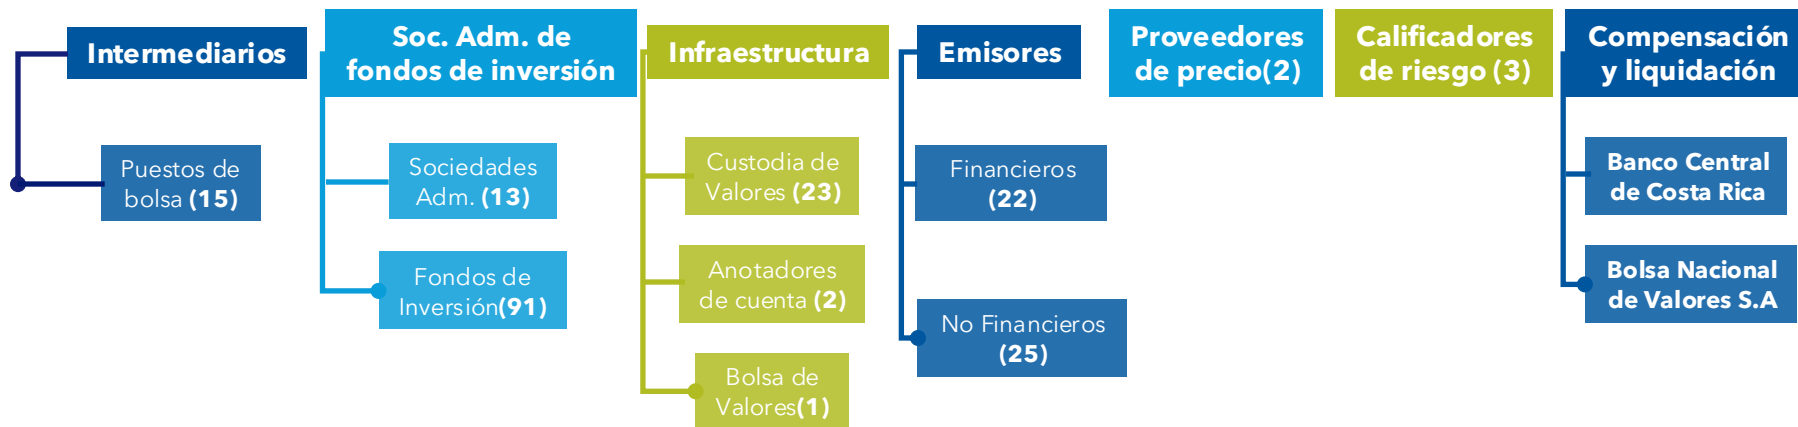 Intermediarios
Puestos de
bolsa (15)
Soc. Adm. de
fondos de inversión
Sociedades
Adm. (13)
Fondos de
Inversión(91)
Infraestructura
Custodia de
Valores (23)
Anotadores
de cuenta (2)
Bolsa de
Valores(1)
Emisores
Financieros
(22)
No Financieros
(25)
Proveedores
de precio(2)
Calificadores
de riesgo (3)
Compensación
y liquidación
Banco Central
de Costa Rica
Bolsa Nacional
de Valores S.A